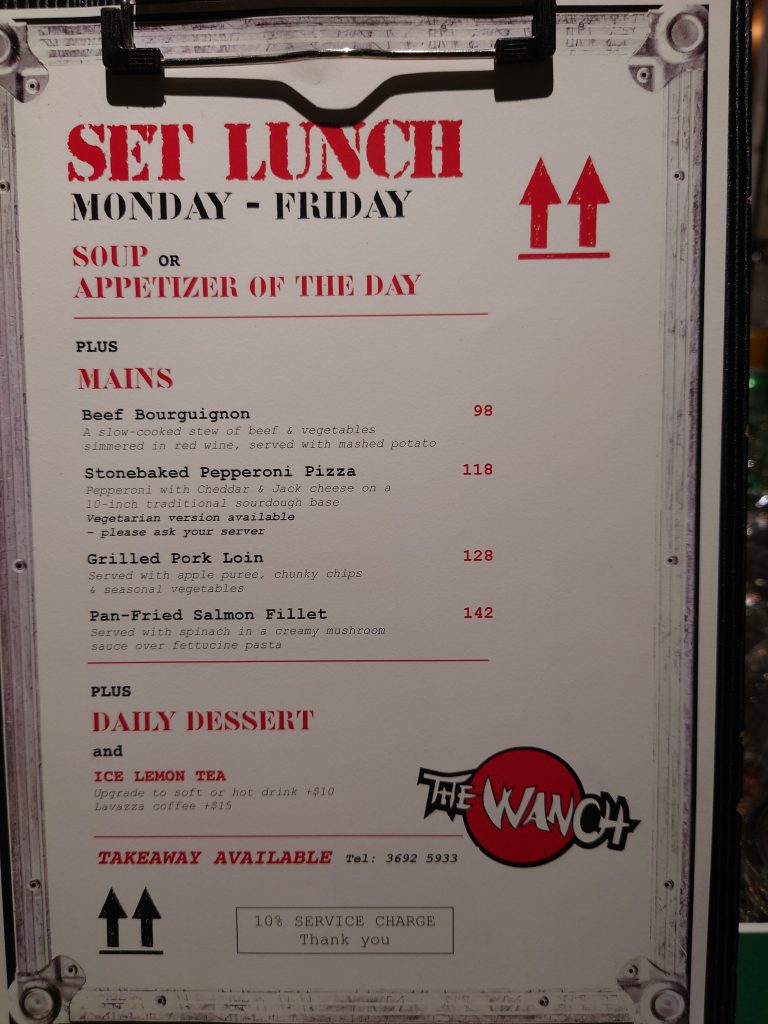 SET LUNCH
MONDAY - FRIDAY
SOUP OR
APPETIZER OF THE DAY
PLUS
MAINS
Beef Bourguignon 98
A slow-cooked stew of beef & vegetables
simmered in red wine, served with mashed potato
Stonebaked Pepperoni Pizza 118
Pepperoni with Cheddar & Jack cheese on a
10-inch traditional sourdough base
Vegetarian version available
- please ask your server
Grilled Pork Loin 128
Served with apple puree, chunky chips
& seasonal vegetables
Pan-Fried Salmon Fillet 142
Served with spinach in a creamy mushroom
sauce over fettucine pasta
PLUS
DAILY DESSERT
and
ICE LEMON TEA
Upgrade to soft or hot drink +$10
Lavazza coffee +$15
THE WANCH
TAKEAWAY AVAILABLE Tel: 3692 5933
10% SERVICE CHARGE
Thank you